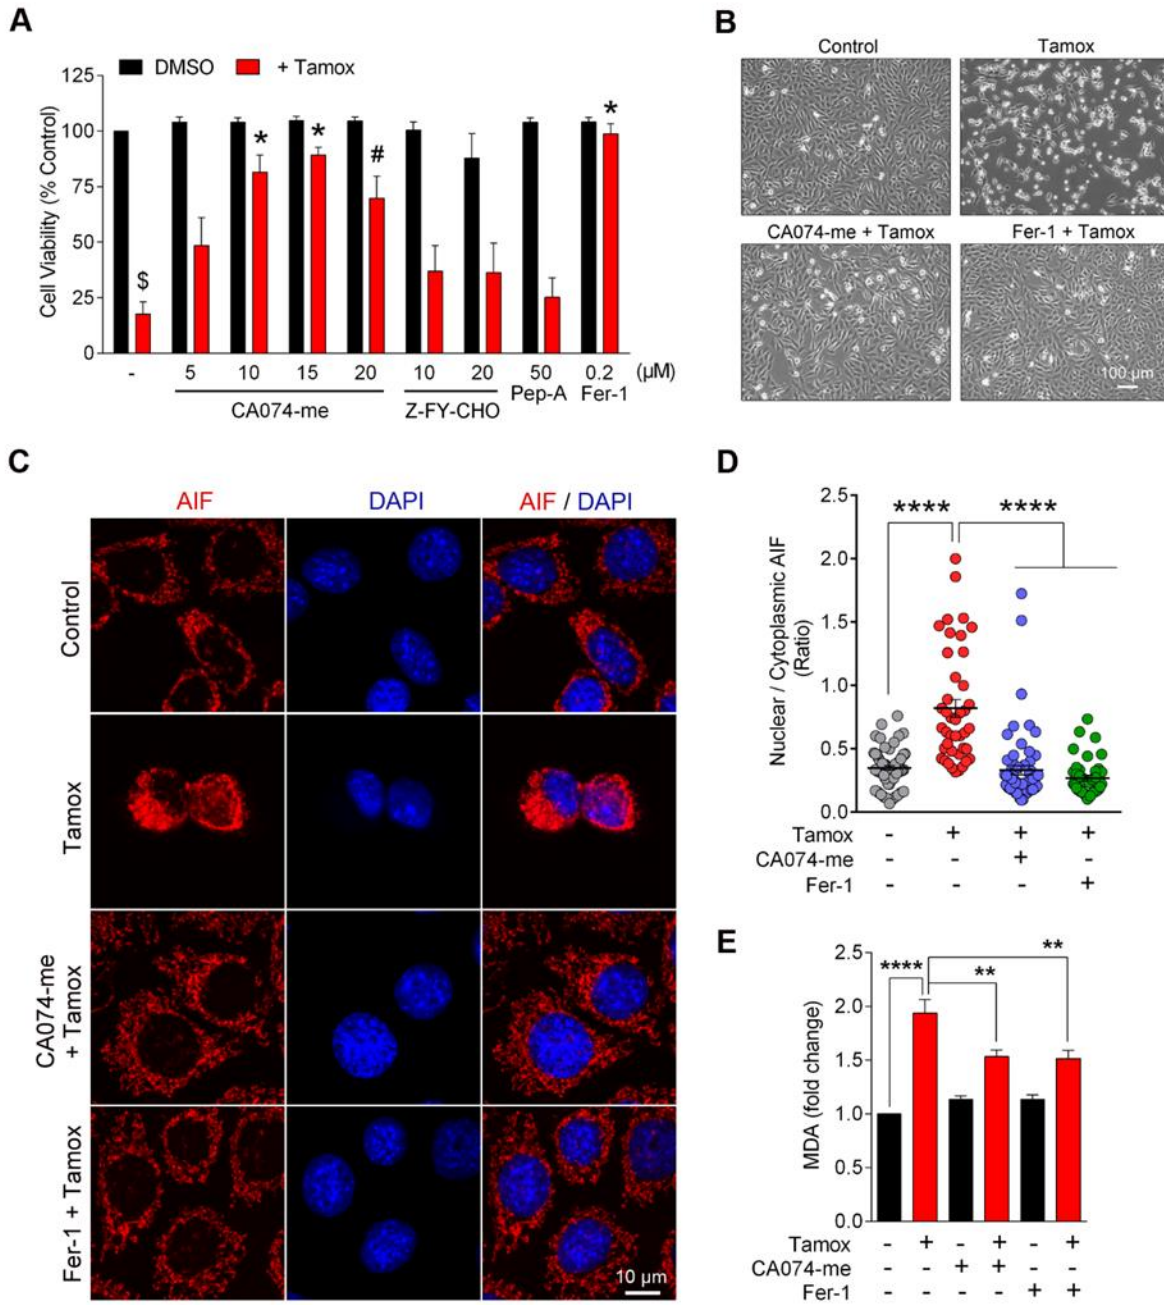 A
DMSO
+ Tamox
Cell Viability (% Control)
125
100
75
50
25
0
$
*
*
#
*
- 5 10 15 20 10 20 50 0.2 (µM)
CA074-me Z-FY-CHO Pep-A Fer-1
B
Control Tamox
CA074-me + Tamox Fer-1 + Tamox
100 µm
C
AIF DAPI AIF / DAPI
Control
Tamox
CA074-me
+ Tamox
Fer-1 + Tamox
10 µm
D
Nuclear / Cytoplasmic AIF
(Ratio)
2.5
2.0
1.5
1.0
0.5
0.0
**** ****
Tamox - + + +
CA074-me - - + -
Fer-1 - - - +
E
MDA (fold change)
2.5
2.0
1.5
1.0
0.5
0.0
**** ** **
Tamox - + - + - +
CA074-me - - + + - -
Fer-1 - - - - + +